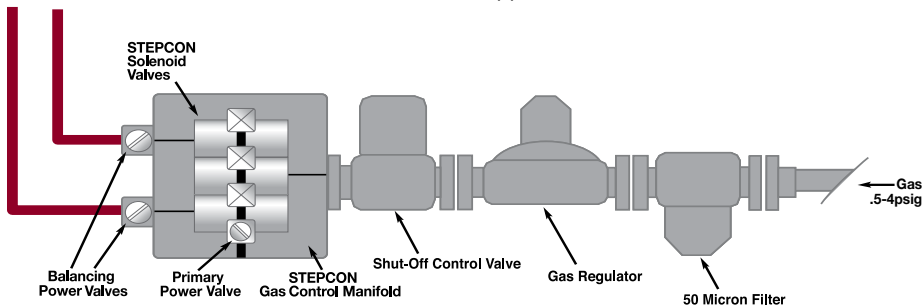 STEPCON
Solenoid
Valves
Gas
.5-4psig
Balancing
Power Valves
Primary
Power Valve
STEPCON
Gas Control Manifold
Shut-Off Control Valve
Gas Regulator
50 Micron Filter